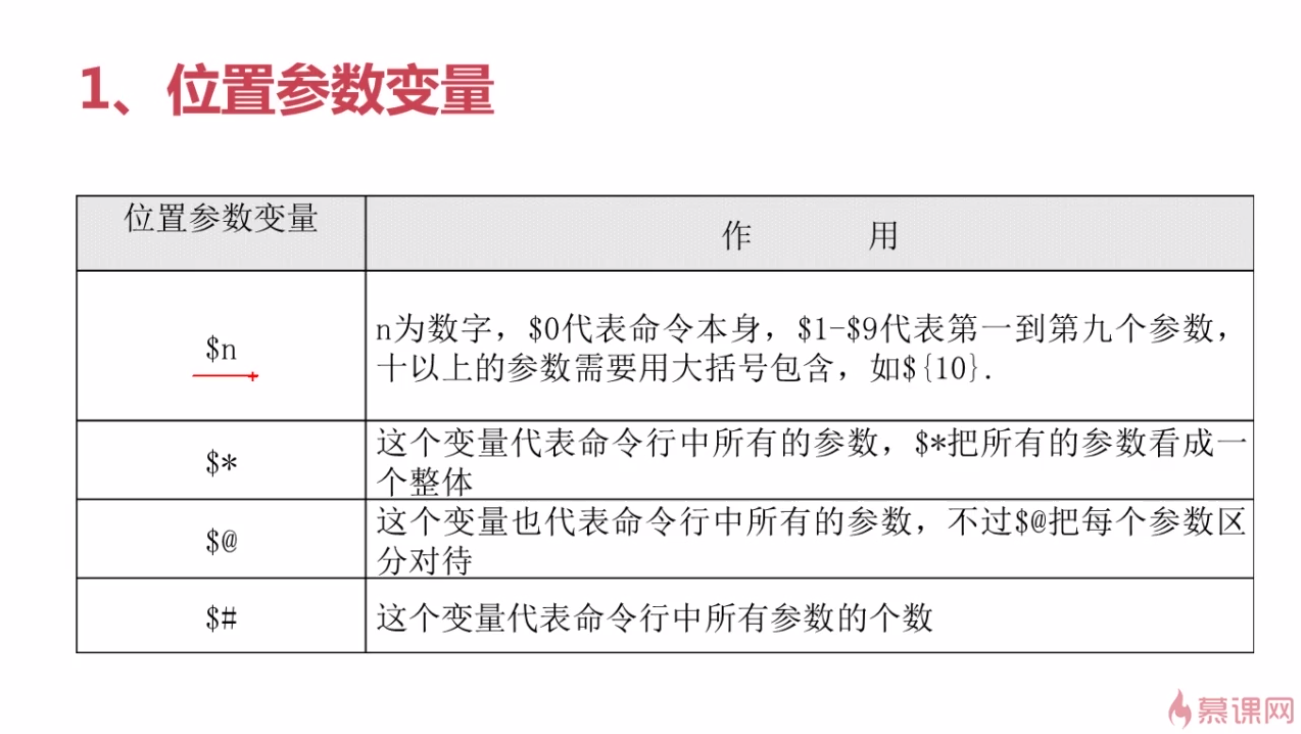 1、位置参数变量
位置参数变量
作 用
$n
n为数字，$0代表命令本身，$1-$9代表第一到第九个参数，
十以上的参数需要用大括号包含，如${10}.
$*
这个变量代表命令行中所有的参数，$*把所有的参数看成一
个整体
$@
这个变量也代表命令行中所有的参数，不过$@把每个参数区
分对待
$#
这个变量代表命令行中所有参数的个数
慕课网